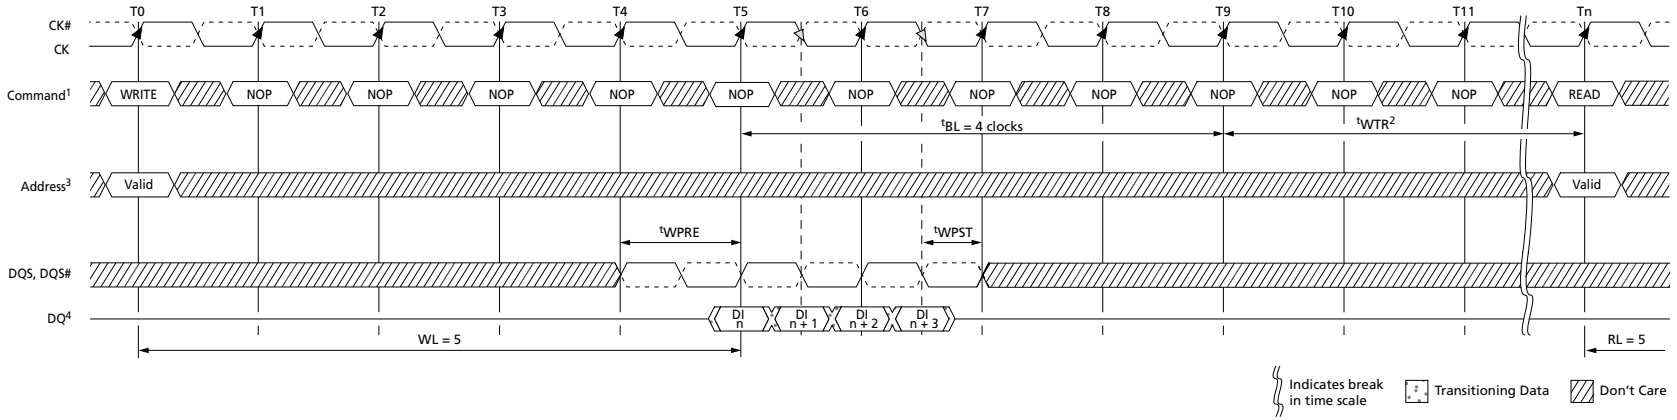 T0 T1 T2 T3 T4 T5 T6 T7 T8 T9 T10 T11 Tn
CK#
CK
Command1 WRITE NOP NOP NOP NOP NOP NOP NOP NOP NOP NOP NOP READ
tBL = 4 clocks tWTR2
Address3 Valid Valid
tWPRE tWPST
DQS, DQS#
DQ4 DI n DI n + 1 DI n + 2 DI n + 3
WL = 5 RL = 5
Indicates break
in time scale
Transitioning Data
Don't Care